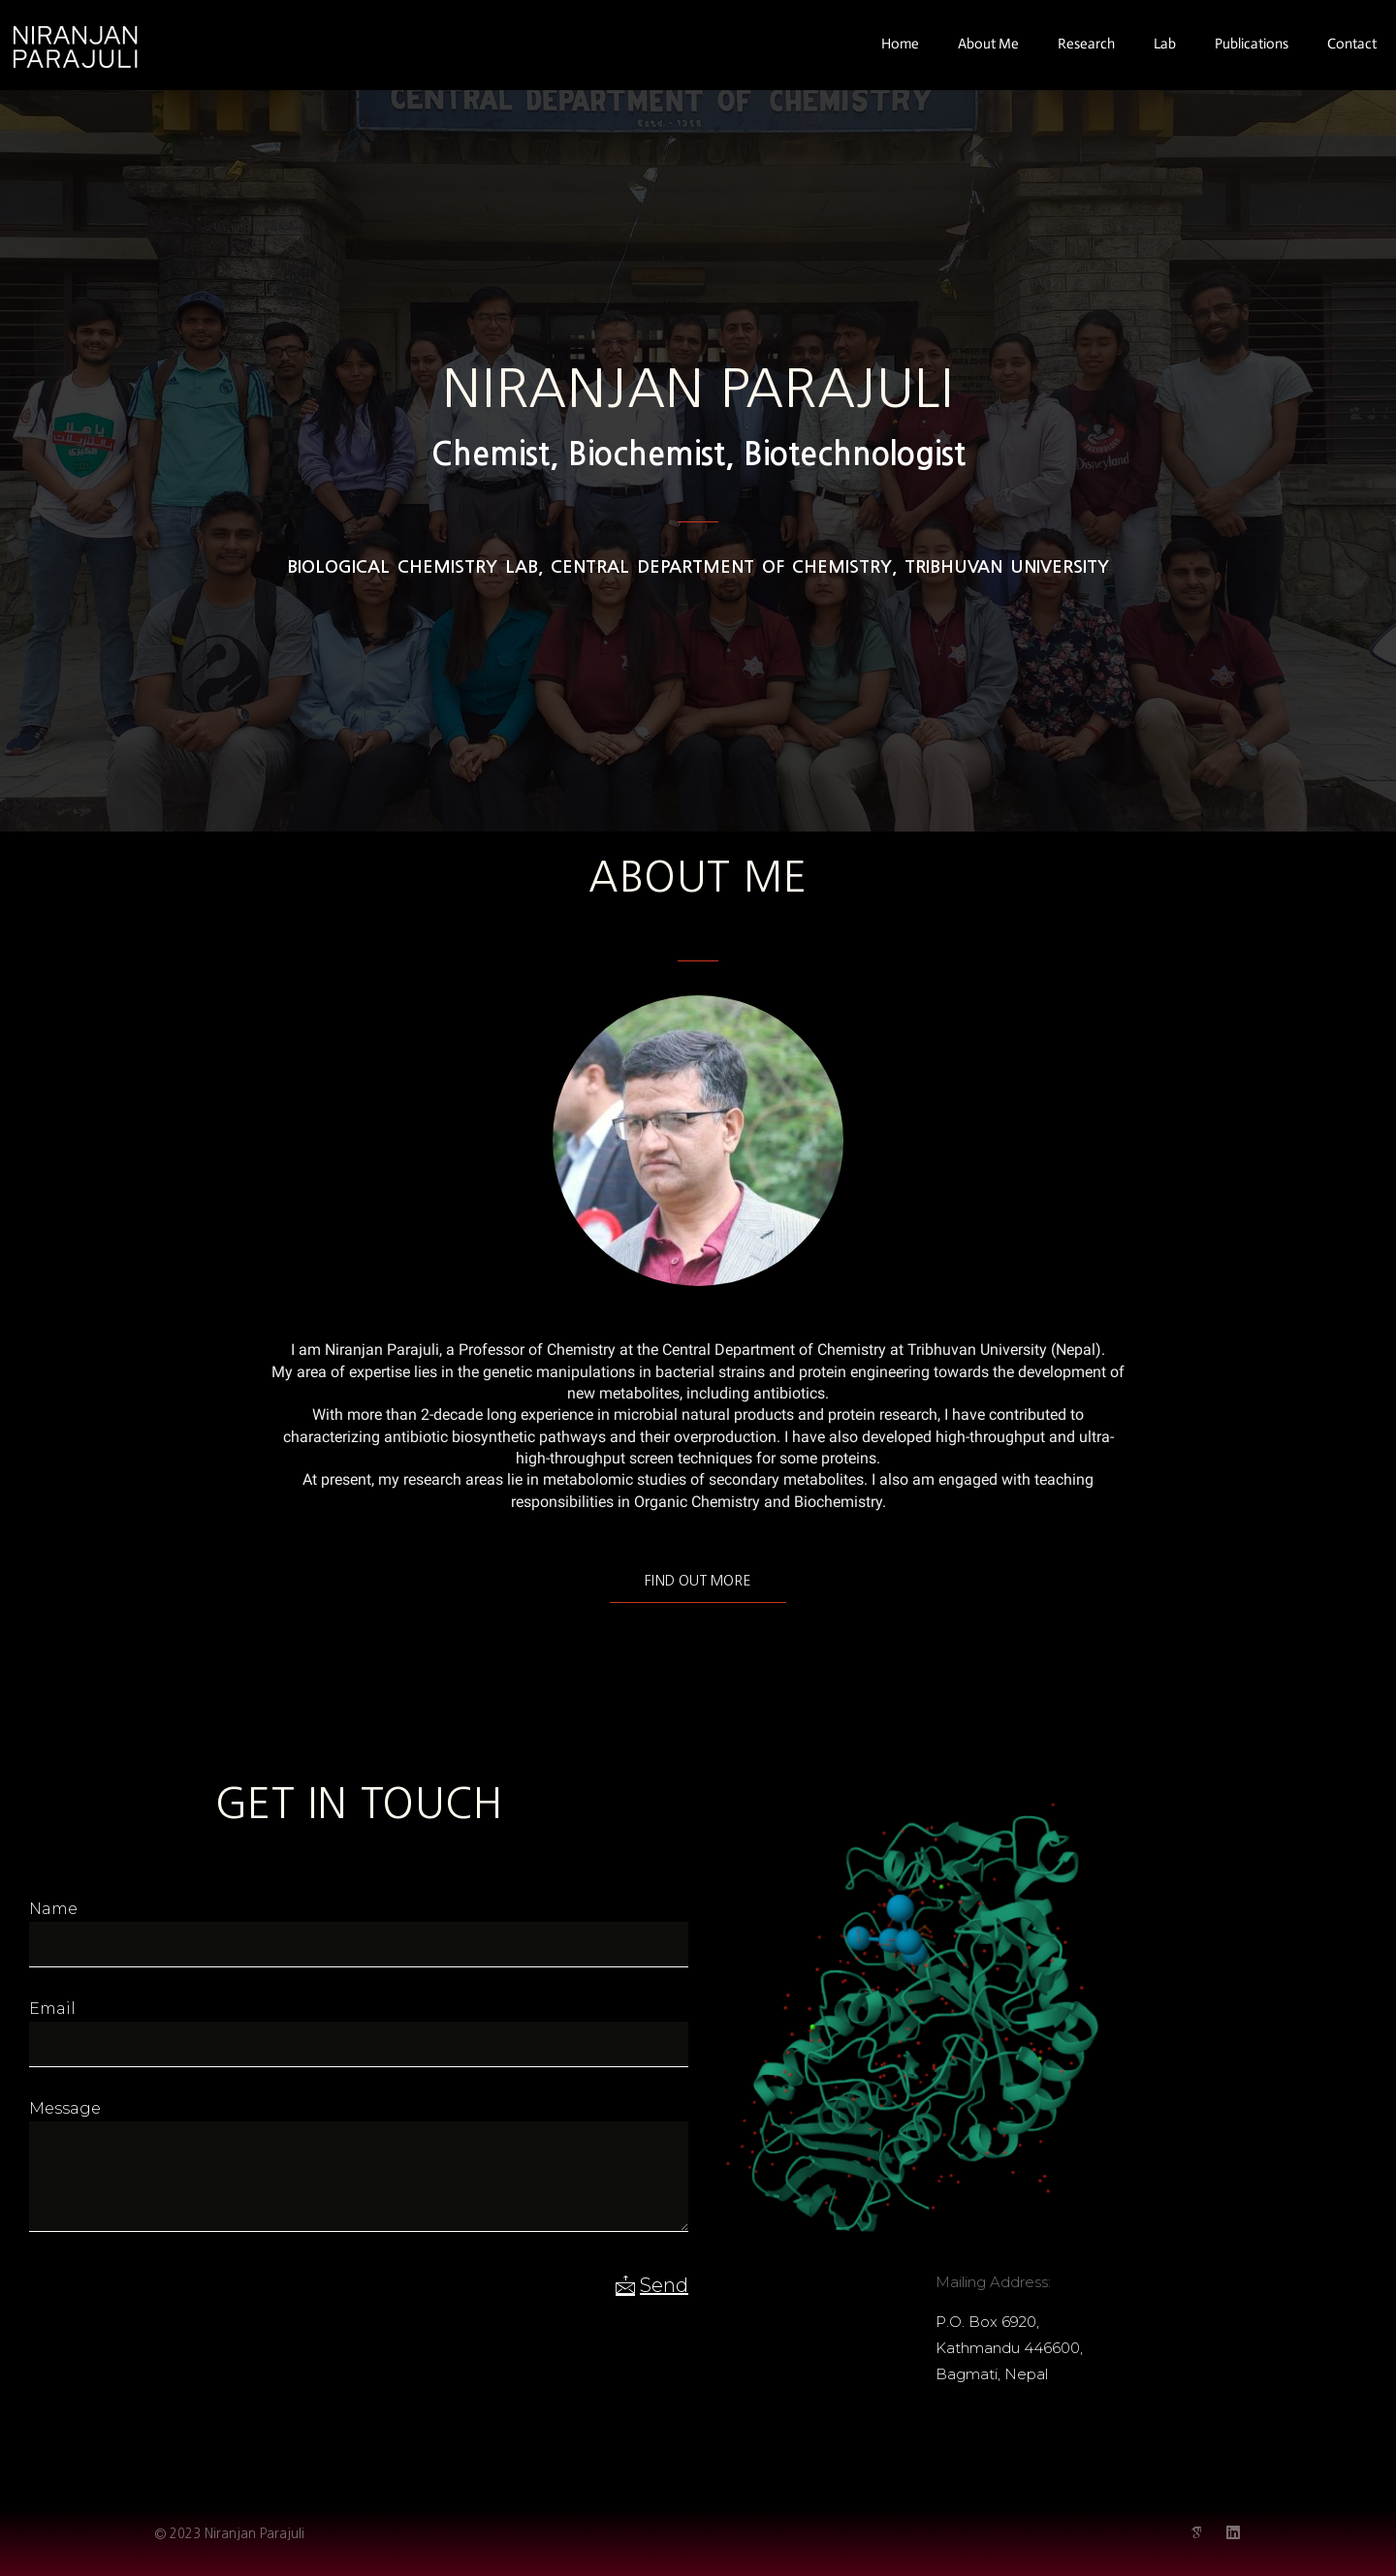 NIRANJAN
PARAJULI
Home About Me Research Lab Publications Contact
CENTRAL DEPARTMENT OF CHEMISTRY
NIRANJAN PARAJULI
Chemist, Biochemist, Biotechnologist
Disneyland
BIOLOGICAL CHEMISTRY LAB, CENTRAL DEPARTMENT OF CHEMISTRY, TRIBHUVAN UNIVERSITY
ABOUT ME
I am Niranjan Parajuli, a Professor of Chemistry at the Central Department of Chemistry at Tribhuvan University (Nepal).
My area of expertise lies in the genetic manipulations in bacterial strains and protein engineering towards the development of
new metabolites, including antibiotics.
With more than 2-decade long experience in microbial natural products and protein research, I have contributed to
characterizing antibiotic biosynthetic pathways and their overproduction. I have also developed high-throughput and ultra-
high-throughput screen techniques for some proteins.
At present, my research areas lie in metabolomic studies of secondary metabolites. I also am engaged with teaching
responsibilities in Organic Chemistry and Biochemistry.
FIND OUT MORE
GET IN TOUCH
Name
Email
Message
Send
Mailing Address:
P.O. Box 6920,
Kathmandu 446600,
Bagmati, Nepal
© 2023 Niranjan Parajuli